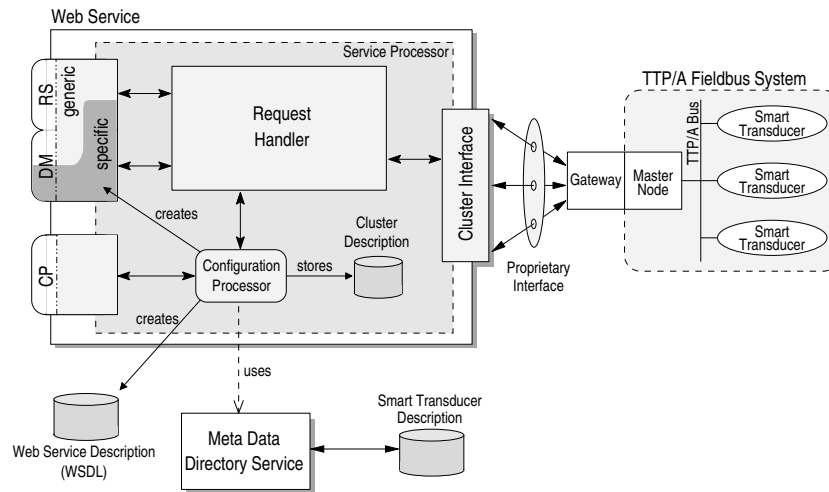 Web Service
Service Processor
RS
generic
DM
specific
CP
Request
Handler
Cluster Interface
creates
Cluster
Description
Configuration
Processor
stores
creates
uses
Proprietary
Interface
Gateway
TTP/A Fieldbus System
TTP/A Bus
Master
Node
Smart
Transducer
Smart
Transducer
Smart
Transducer
Web Service Description
(WSDL)
Meta Data
Directory Service
Smart Transducer
Description